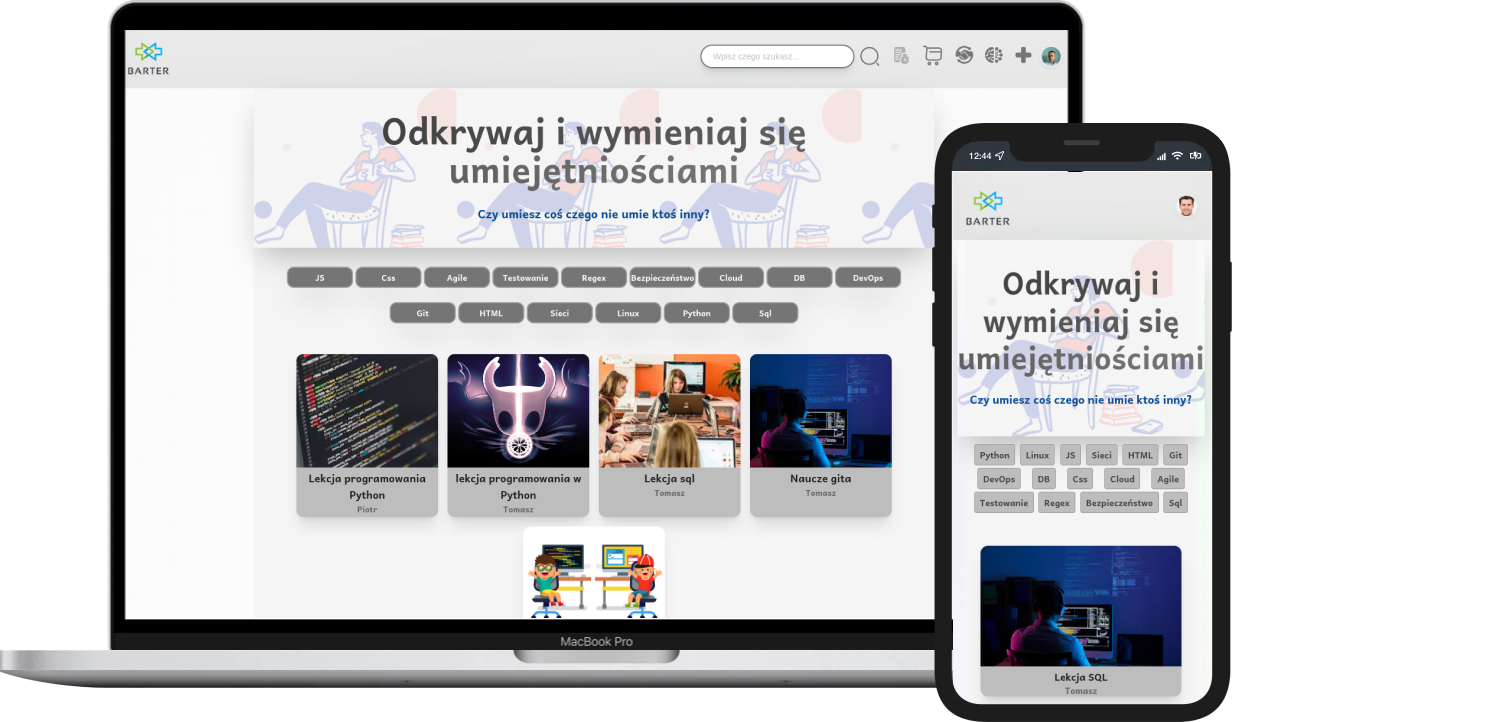 BARTER
Wpisz czego szukasz...
Odkrywaj i wymieniaj się
umiejętniościami
Czy umiesz coś czego nie umie ktoś inny?
JS Css Agile Testowanie Regex Bezpieczeństwo Cloud DB DevOps
Git HTML Sieci Linux Python Sql
Lekcja programowania
Python
Piotr
lekcja programowania w
Python
Tomasz
Lekcja sql
Tomasz
Naucze gita
Tomasz
MacBook Pro
12:44
BARTER
Odkrywaj i
wymieniaj się
umiejętniościami
Czy umiesz coś czego nie umie ktoś inny?
Python Linux JS Sieci HTML Git
DevOps DB Css Cloud Agile
Testowanie Regex Bezpieczeństwo Sql
Lekcja SQL
Tomasz